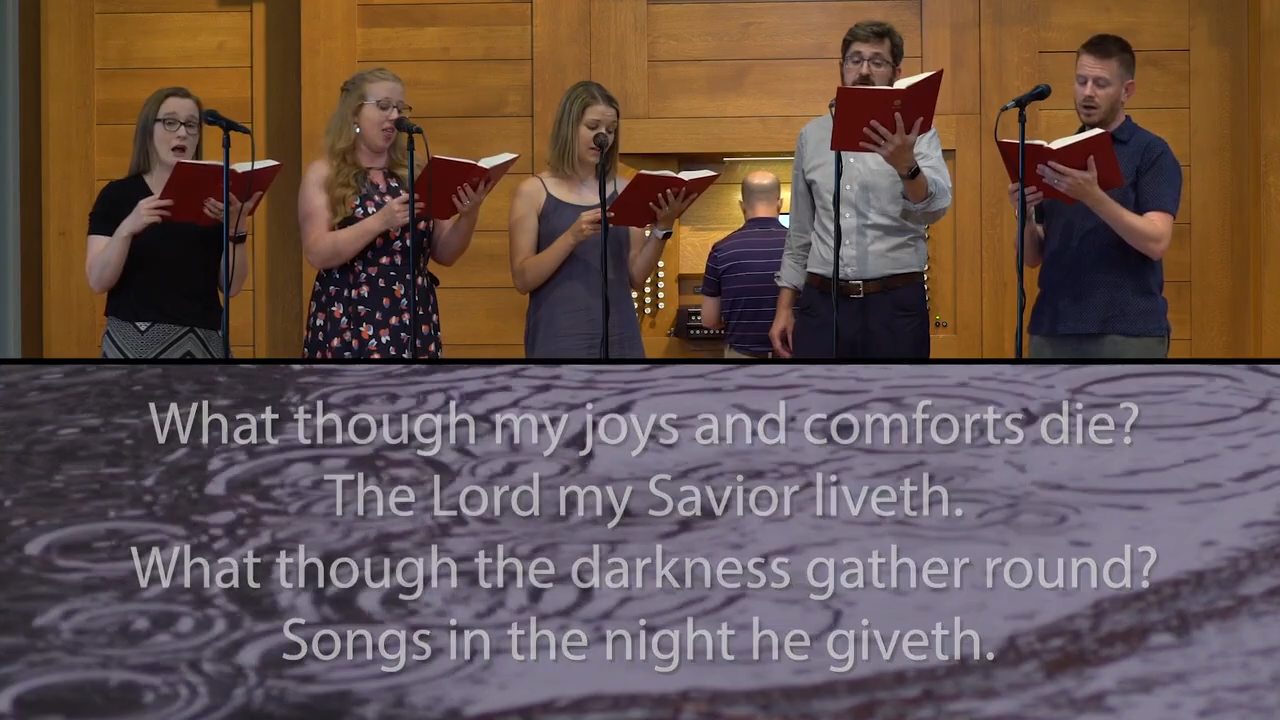 What though my joys and comforts die?
The Lord my Savior liveth.
What though the darkness gather round?
Songs in the night he giveth.